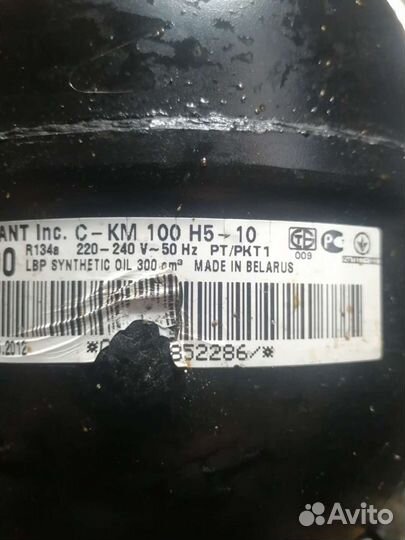 ANT Inc. C-KM 100 H5-10
0 R134a 220-240 V~50 Hz PT/PKT1
LBP SYNTHETIC OIL 300 cm³ MADE IN BELARUS
009
.2012
* 852286/*
Avito